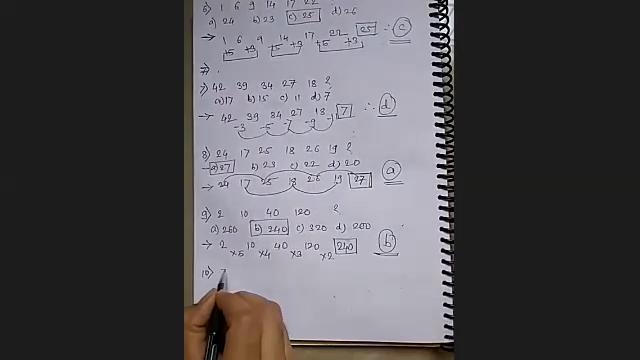 6) 1 6 9 14 17 22
a) 24 b) 23 c) 25 d) 26
→ 1 6 9 14 17 22 25 ∴ c
+5 +3 +5 +3 +5 +3
7) .
7) 42 39 34 27 18 ?
a) 17 b) 15 c) 11 d) 7
→ 42 39 34 27 18 7 ∴ d
-3 -5 -7 -9 -11
8) 24 17 25 18 26 19 ?
a) 27 b) 23 c) 22 d) 20
→ 24 17 25 18 26 19 27 a
9) 2 10 40 120 ?
a) 260 b) 240 c) 320 d) 200
→ 2 10 40 120 240 b
×5 ×4 ×3 ×2
10)